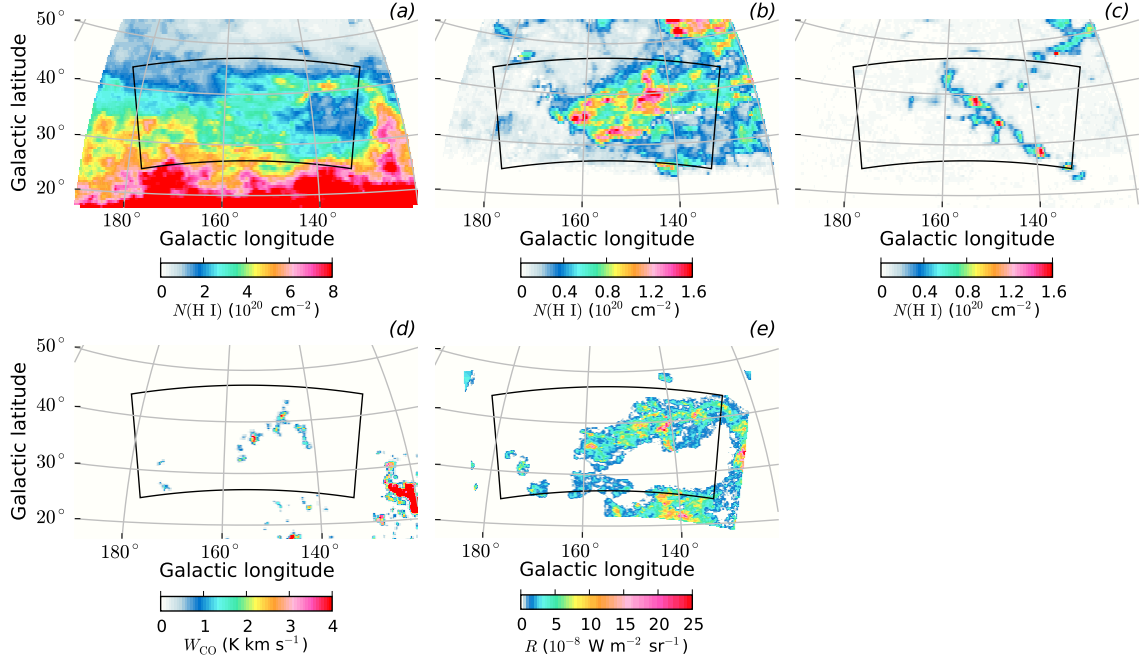 (a) (b) (c)
50° 40° 30° 20°
Galactic latitude
180° 160° 140° 180° 160° 140° 180° 160° 140°
Galactic longitude Galactic longitude Galactic longitude
0 2 4 6 8 0 0.4 0.8 1.2 1.6 0 0.4 0.8 1.2 1.6
N(H I) (10²⁰ cm⁻²) N(H I) (10²⁰ cm⁻²) N(H I) (10²⁰ cm⁻²)
(d) (e)
50° 40° 30° 20°
Galactic latitude
180° 160° 140° 180° 160° 140°
Galactic longitude Galactic longitude
0 1 2 3 4 0 5 10 15 20 25
W_CO (K km s⁻¹) R (10⁻⁸ W m⁻² sr⁻¹)